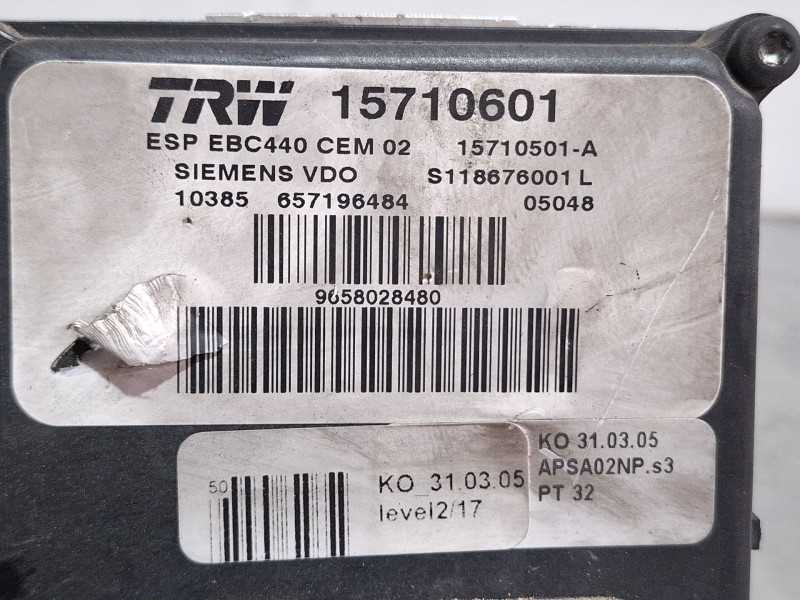 TRW 15710601
ESP EBC440 CEM 02 15710501-A
SIEMENS VDO S118676001 L
10385 657196484 05048
9658028480
50
KO_31.03.05
level2/17
KO 31.03.05
APSA02NP.s3
PT 32